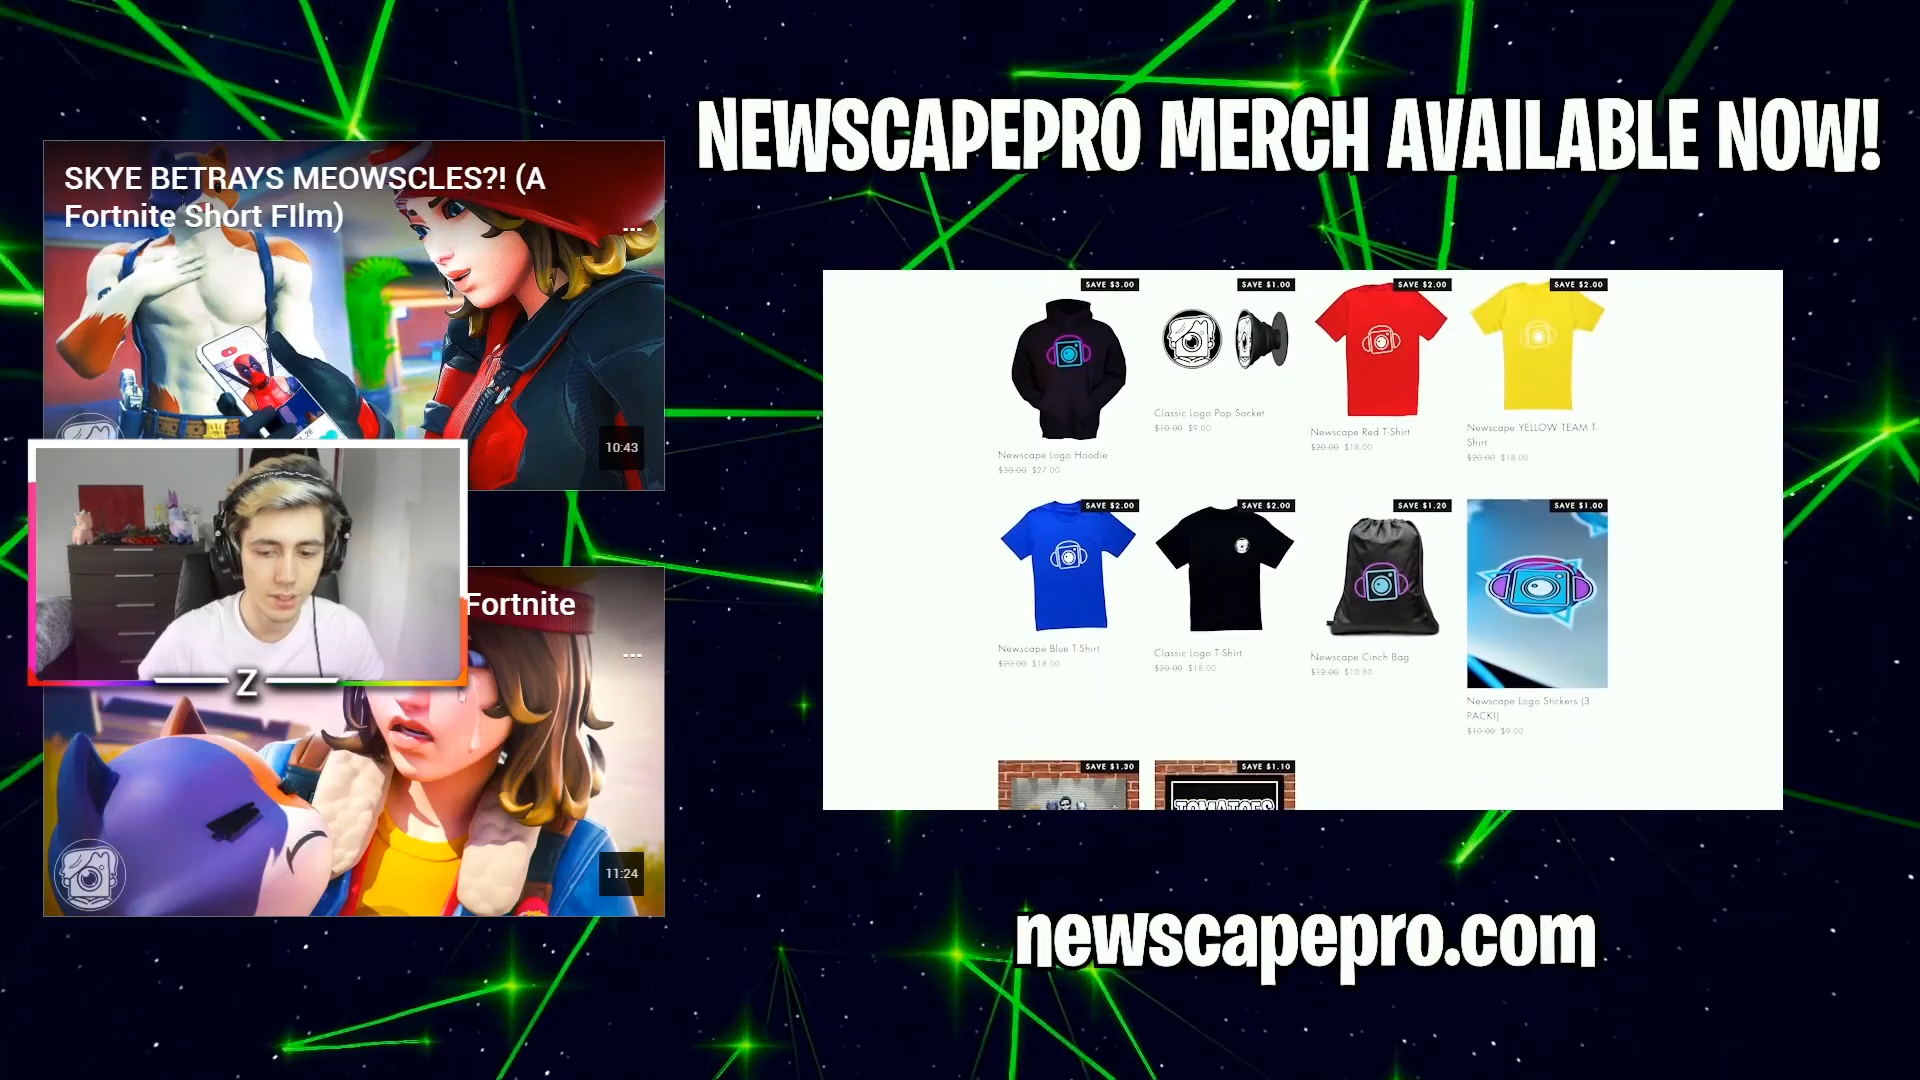 NEWSCAPEPRO MERCH AVAILABLE NOW!
SKYE BETRAYS MEOWSCLES?! (A
Fortnite Short FIlm)
...
10:43
Z
Fortnite
...
11:24
SAVE $3.00
SAVE $1.00
SAVE $2.00
SAVE $2.00
Newscape Logo Hoodie
$30.00 $27.00
Classic Logo Pop Socket
$10.00 $9.00
Newscape Red T-Shirt
$20.00 $18.00
Newscape YELLOW TEAM T-
Shirt
$20.00 $18.00
SAVE $2.00
SAVE $2.00
SAVE $1.20
SAVE $1.00
Newscape Blue T-Shirt
$20.00 $18.00
Classic Logo T-Shirt
$20.00 $18.00
Newscape Cinch Bag
$12.00 $10.80
Newscape Logo Stickers (3
PACK!)
$10.00 $9.00
SAVE $1.30
SAVE $1.10
TOMATOES
newscapepro.com